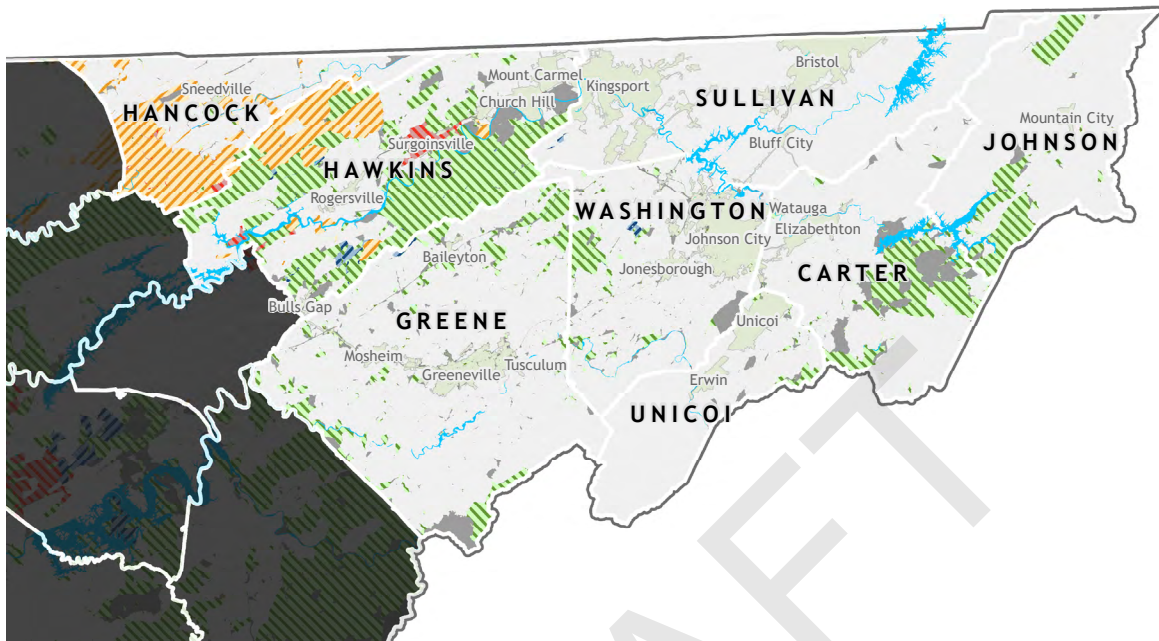 Bristol
Mount Carmel
Kingsport
Sneedville
SULLIVAN
Church Hill
HANCOCK
Mountain City
Surgoinsville
Bluff City
JOHNSON
HAWKINS
Rogersville
WASHINGTON
Watauga
Elizabethton
Johnson City
Baileyton
Jonesborough
CARTER
Bulls Gap
GREENE
Unicoi
Mosheim
Tusculum
Greeneville
Erwin
UNICOI